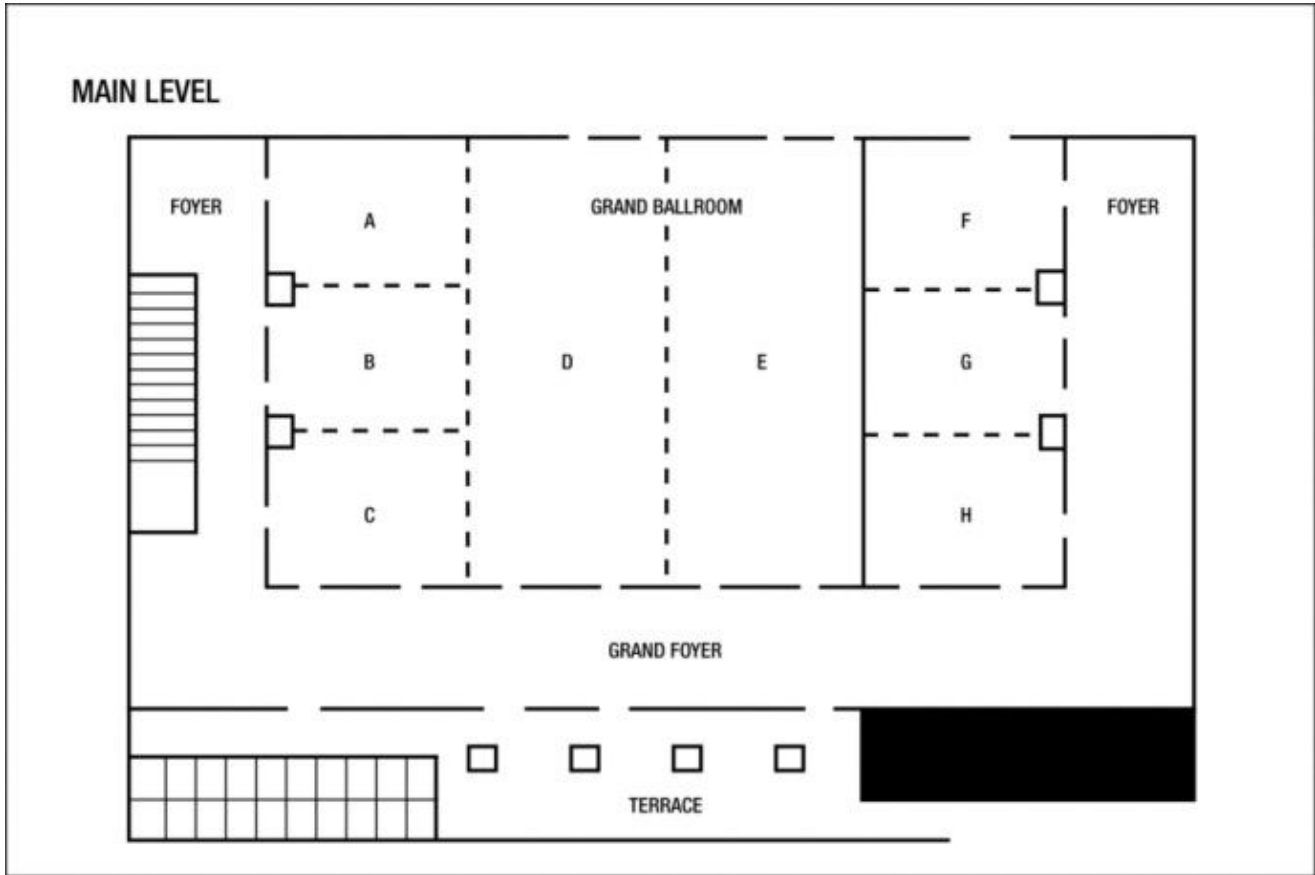 MAIN LEVEL
FOYER
GRAND BALLROOM
FOYER
A
F
B
D
E
G
C
H
GRAND FOYER
TERRACE